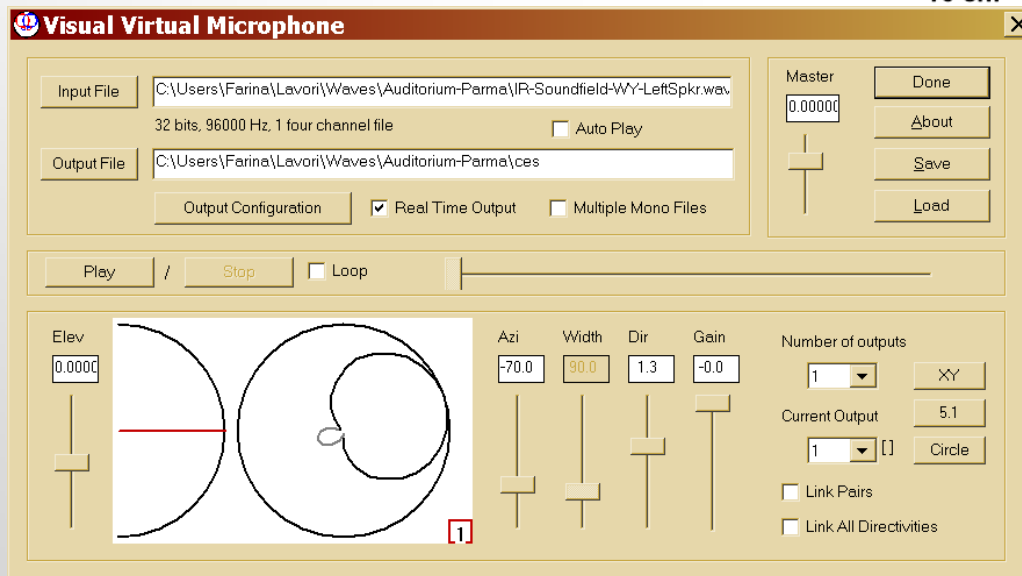 Visual Virtual Microphone
Input File
C:\Users\Farina\Lavori\Waves\Auditorium-Parma\IR-Soundfield-WY-LeftSpkr.wav
32 bits, 96000 Hz, 1 four channel file
Auto Play
Output File
C:\Users\Farina\Lavori\Waves\Auditorium-Parma\ces
Output Configuration
Real Time Output
Multiple Mono Files
Master
0.0000
Done
About
Save
Load
Play / Stop
Loop
Elev
0.000
1
Azi
Width
Dir
Gain
-70.0
90.0
1.3
-0.0
Number of outputs
1
XY
Current Output
5.1
1
[]
Circle
Link Pairs
Link All Directivities